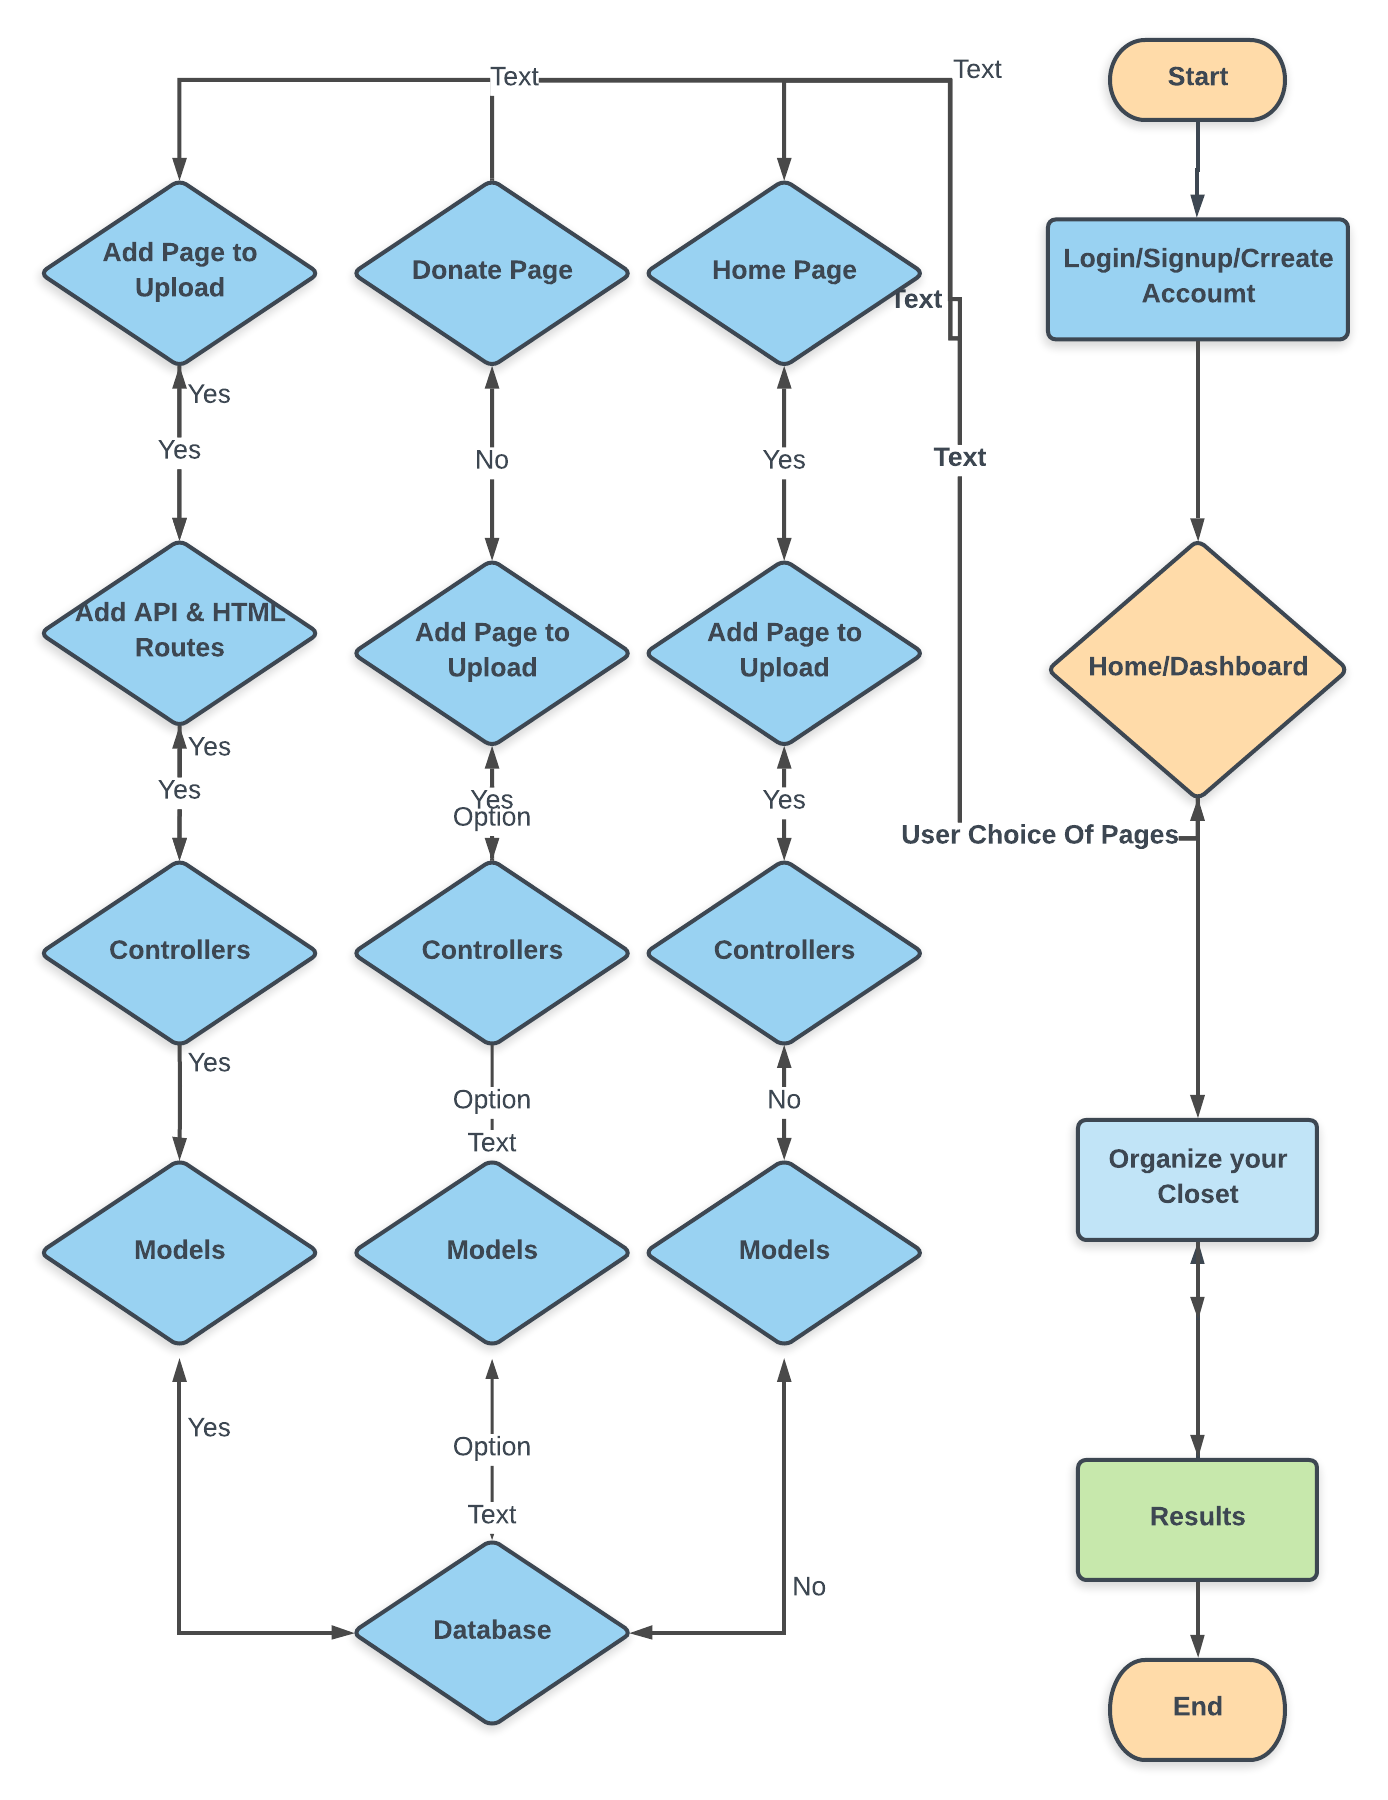 Text
Text
Start
Add Page to
Upload
Donate Page
Home Page
Text
Login/Signup/Crreate
Accoumt
Yes
Yes
No
Yes
Text
Add API & HTML
Routes
Add Page to
Upload
Add Page to
Upload
Home/Dashboard
Yes
Yes
Yes
Option
Yes
User Choice Of Pages
Controllers
Controllers
Controllers
Yes
Option
Text
No
Organize your
Closet
Models
Models
Models
Yes
Option
Text
No
Results
Database
End